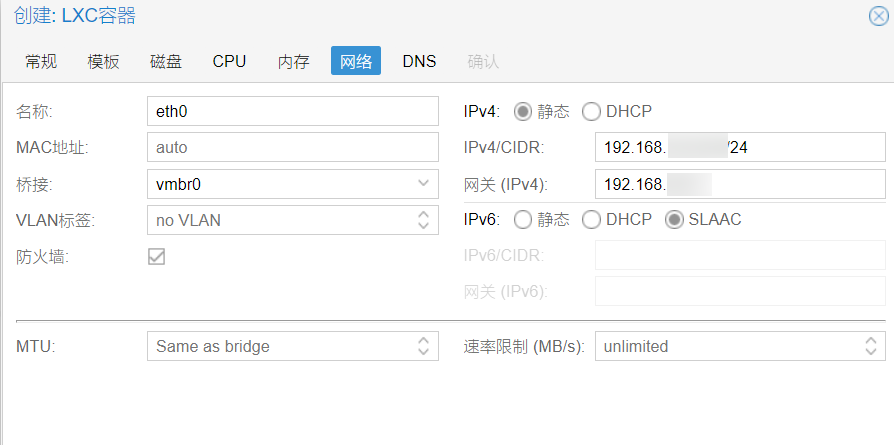 创建: LXC容器
常规 模板 磁盘 CPU 内存 网络 DNS 确认
名称: eth0
MAC地址: auto
桥接: vmbr0
VLAN标签: no VLAN
防火墙:
IPv4: 静态 DHCP
IPv4/CIDR: 192.168. /24
网关 (IPv4): 192.168.
IPv6: 静态 DHCP SLAAC
IPv6/CIDR:
网关 (IPv6):
MTU: Same as bridge
速率限制 (MB/s): unlimited